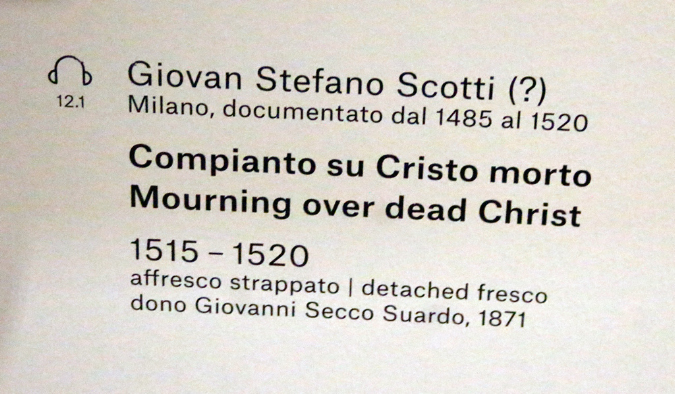 12.1
Giovan Stefano Scotti (?)
Milano, documentato dal 1485 al 1520
Compianto su Cristo morto
Mourning over dead Christ
1515 – 1520
affresco strappato | detached fresco
dono Giovanni Secco Suardo, 1871